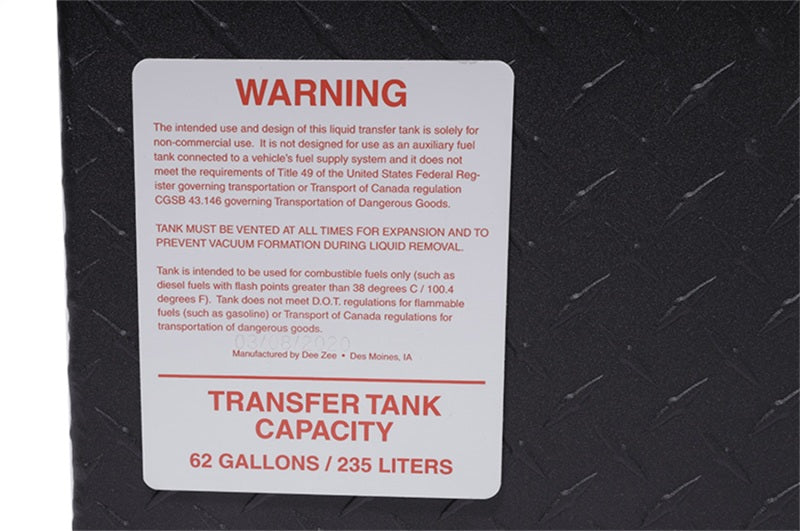 WARNING
The intended use and design of this liquid transfer tank is solely for
non-commercial use. It is not designed for use as an auxiliary fuel
tank connected to a vehicle's fuel supply system and it does not
meet the requirements of Title 49 of the United States Federal Reg-
ister governing transportation or Transport of Canada regulation
CGSB 43.146 governing Transportation of Dangerous Goods.
TANK MUST BE VENTED AT ALL TIMES FOR EXPANSION AND TO
PREVENT VACUUM FORMATION DURING LIQUID REMOVAL.
Tank is intended to be used for combustible fuels only (such as
diesel fuels with flash points greater than 38 degrees C / 100.4
degrees F). Tank does not meet D.O.T. regulations for flammable
fuels (such as gasoline) or Transport of Canada regulations for
transportation of dangerous goods.
03/08/2020
Manufactured by Dee Zee • Des Moines, IA
TRANSFER TANK
CAPACITY
62 GALLONS / 235 LITERS